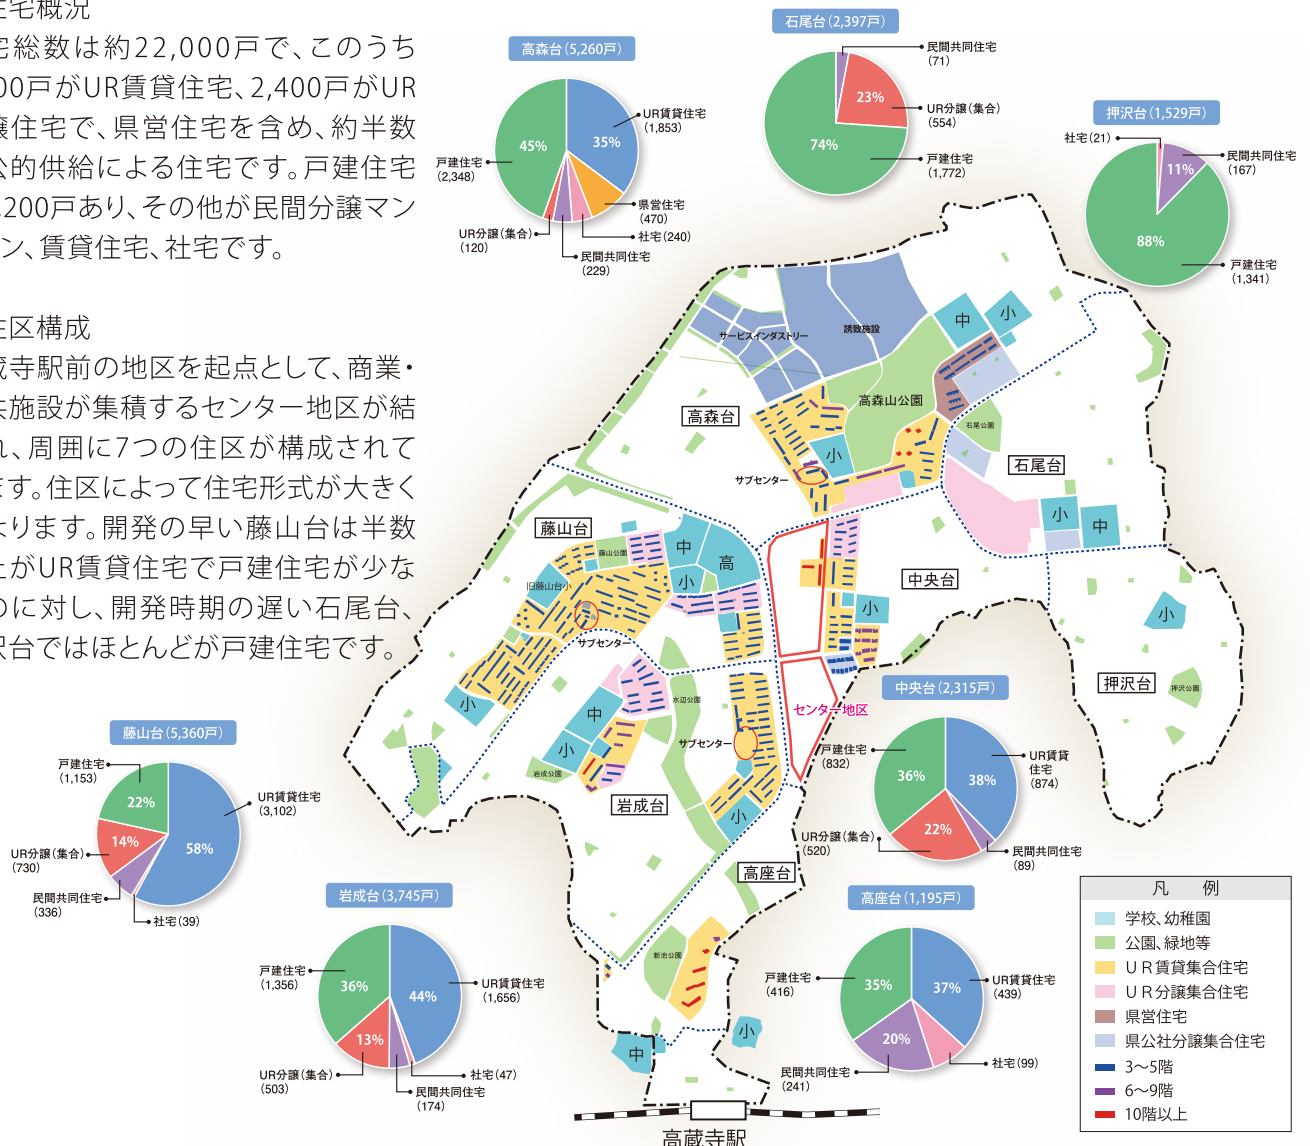 宅概況
総数は約22,000戸で、このうち
00戸がUR賃貸住宅、2,400戸がUR
住宅で、県営住宅を含め、約半数
公的供給による住宅です。戸建住宅
200戸あり、その他が民間分譲マン
ン、賃貸住宅、社宅です。
住区構成
蔵寺駅前の地区を起点として、商業・
施設が集積するセンター地区が結
れ、周囲に7つの住区が構成されて
ます。住区によって住宅形式が大きく
なります。開発の早い藤山台は半数
上がUR賃貸住宅で戸建住宅が少な
のに対し、開発時期の遅い石尾台、
沢台ではほとんどが戸建住宅です。
高森台(5,260戸)
UR賃貸住宅
(1,853)
35%
県営住宅
(470)
社宅(240)
民間共同住宅
(229)
UR分譲(集合)
(120)
戸建住宅
(2,348)
45%
石尾台(2,397戸)
民間共同住宅
(71)
23%
UR分譲(集合)
(554)
74%
戸建住宅
(1,772)
押沢台(1,529戸)
社宅(21)
民間共同住宅
(167)
11%
88%
戸建住宅
(1,341)
サービスインダストリー
誘致施設
中
小
高森台
高森山公園
石尾公園
小
石尾台
サブセンター
小
中
藤山台
藤山公園
中
高
小
旧藤山台小
サブセンター
中央台
小
小
押沢台
押沢公園
小
水辺公園
中
小
岩成公園
サブセンター
センター地区
岩成台
小
高座台
新池公園
中
小
高蔵寺駅
藤山台(5,360戸)
戸建住宅
(1,153)
22%
UR賃貸住宅
(3,102)
58%
UR分譲(集合)
(730)
14%
民間共同住宅
(336)
社宅(39)
岩成台(3,745戸)
戸建住宅
(1,356)
36%
UR賃貸住宅
(1,656)
44%
13%
UR分譲(集合)
(503)
社宅(47)
民間共同住宅
(174)
中央台(2,315戸)
戸建住宅
(832)
36%
UR賃貸
住宅
(874)
38%
22%
UR分譲(集合)
(520)
民間共同住宅
(89)
高座台(1,195戸)
戸建住宅
(416)
35%
UR賃貸住宅
(439)
37%
20%
民間共同住宅
(241)
社宅(99)
凡 例
学校、幼稚園
公園、緑地等
UR賃貸集合住宅
UR分譲集合住宅
県営住宅
県公社分譲集合住宅
3〜5階
6〜9階
10階以上